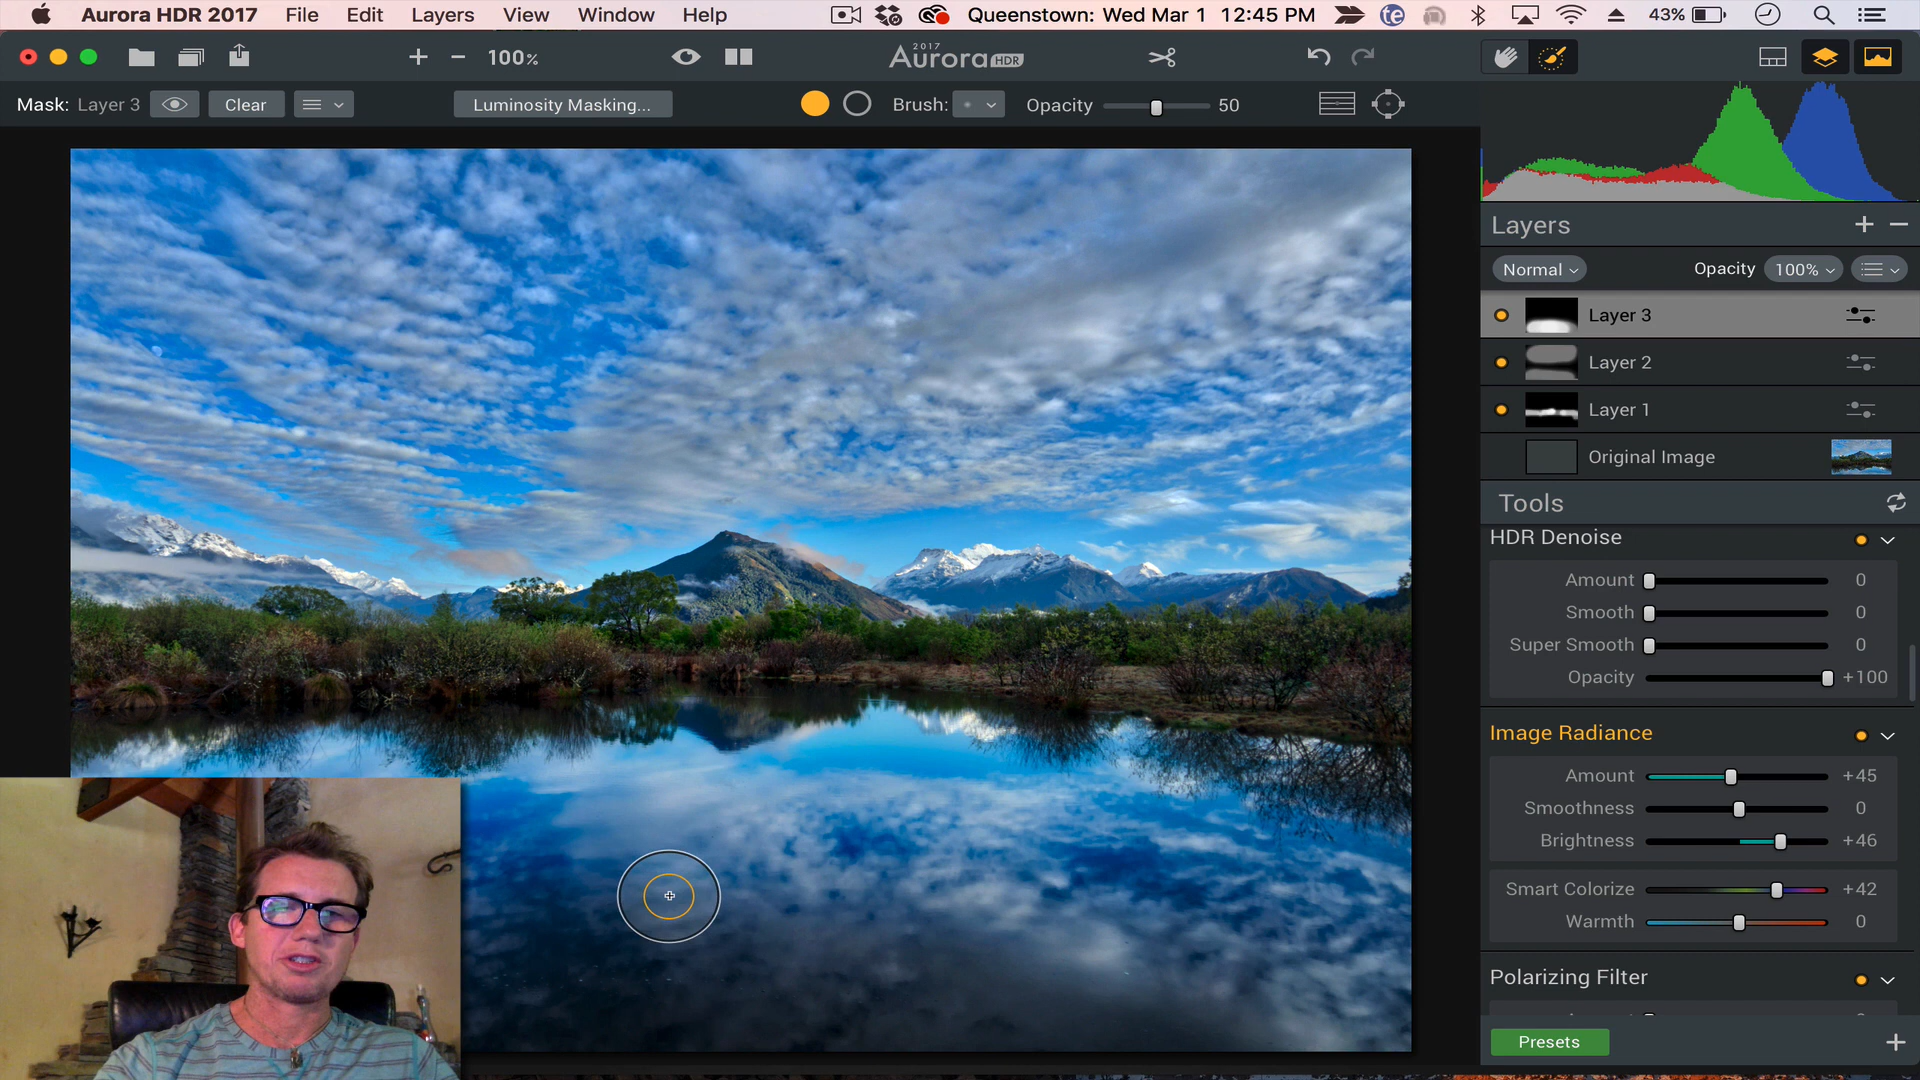 Aurora HDR 2017 File Edit Layers View Window Help Queenstown: Wed Mar 1 12:45 PM te 43%
100% 2017 Aurora HDR
Mask: Layer 3 Clear Luminosity Masking... Brush: Opacity 50
Layers
Normal Opacity 100%
Layer 3
Layer 2
Layer 1
Original Image
Tools
HDR Denoise
Amount 0
Smooth 0
Super Smooth 0
Opacity +100
Image Radiance
Amount +45
Smoothness 0
Brightness +46
Smart Colorize +42
Warmth 0
Polarizing Filter
Presets